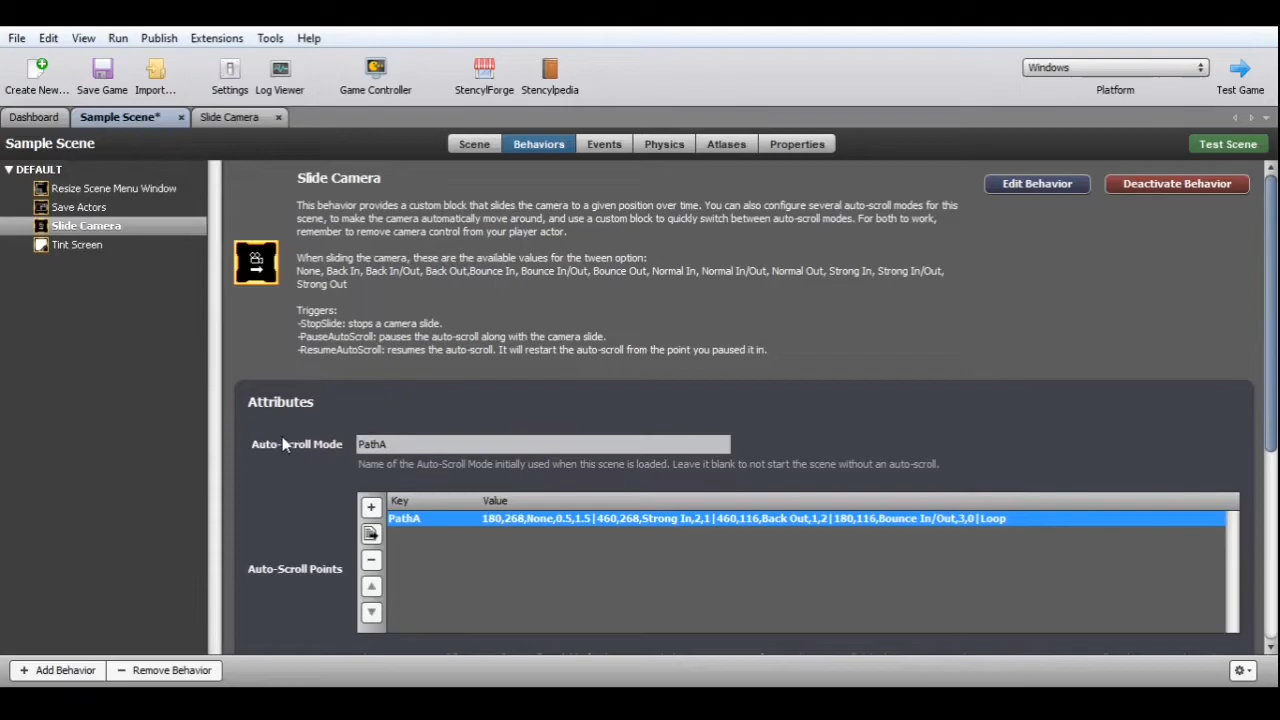 File Edit View Run Publish Extensions Tools Help
Create New... Save Game Import... Settings Log Viewer Game Controller StencylForge Stencylpedia
Windows
Platform
Test Game
Dashboard Sample Scene* Slide Camera
Sample Scene
Scene Behaviors Events Physics Atlases Properties
Test Scene
DEFAULT
Resize Scene Menu Window
Save Actors
Slide Camera
Tint Screen
Slide Camera
Edit Behavior
Deactivate Behavior
This behavior provides a custom block that slides the camera to a given position over time. You can also configure several auto-scroll modes for this
scene, to make the camera automatically move around, and use a custom block to quickly switch between auto-scroll modes. For both to work,
remember to remove camera control from your player actor.
When sliding the camera, these are the available values for the tween option:
None, Back In, Back In/Out, Back Out,Bounce In, Bounce In/Out, Bounce Out, Normal In, Normal In/Out, Normal Out, Strong In, Strong In/Out,
Strong Out
Triggers:
-StopSlide: stops a camera slide.
-PauseAutoScroll: pauses the auto-scroll along with the camera slide.
-ResumeAutoScroll: resumes the auto-scroll. It will restart the auto-scroll from the point you paused it in.
Attributes
Auto-Scroll Mode PathA
Name of the Auto-Scroll Mode initially used when this scene is loaded. Leave it blank to not start the scene without an auto-scroll.
Key Value
PathA 180,268,None,0.5,1.5|460,268,Strong In,2,1|460,116,Back Out,1,2|180,116,Bounce In/Out,3,0|Loop
Auto-Scroll Points
+ Add Behavior − Remove Behavior